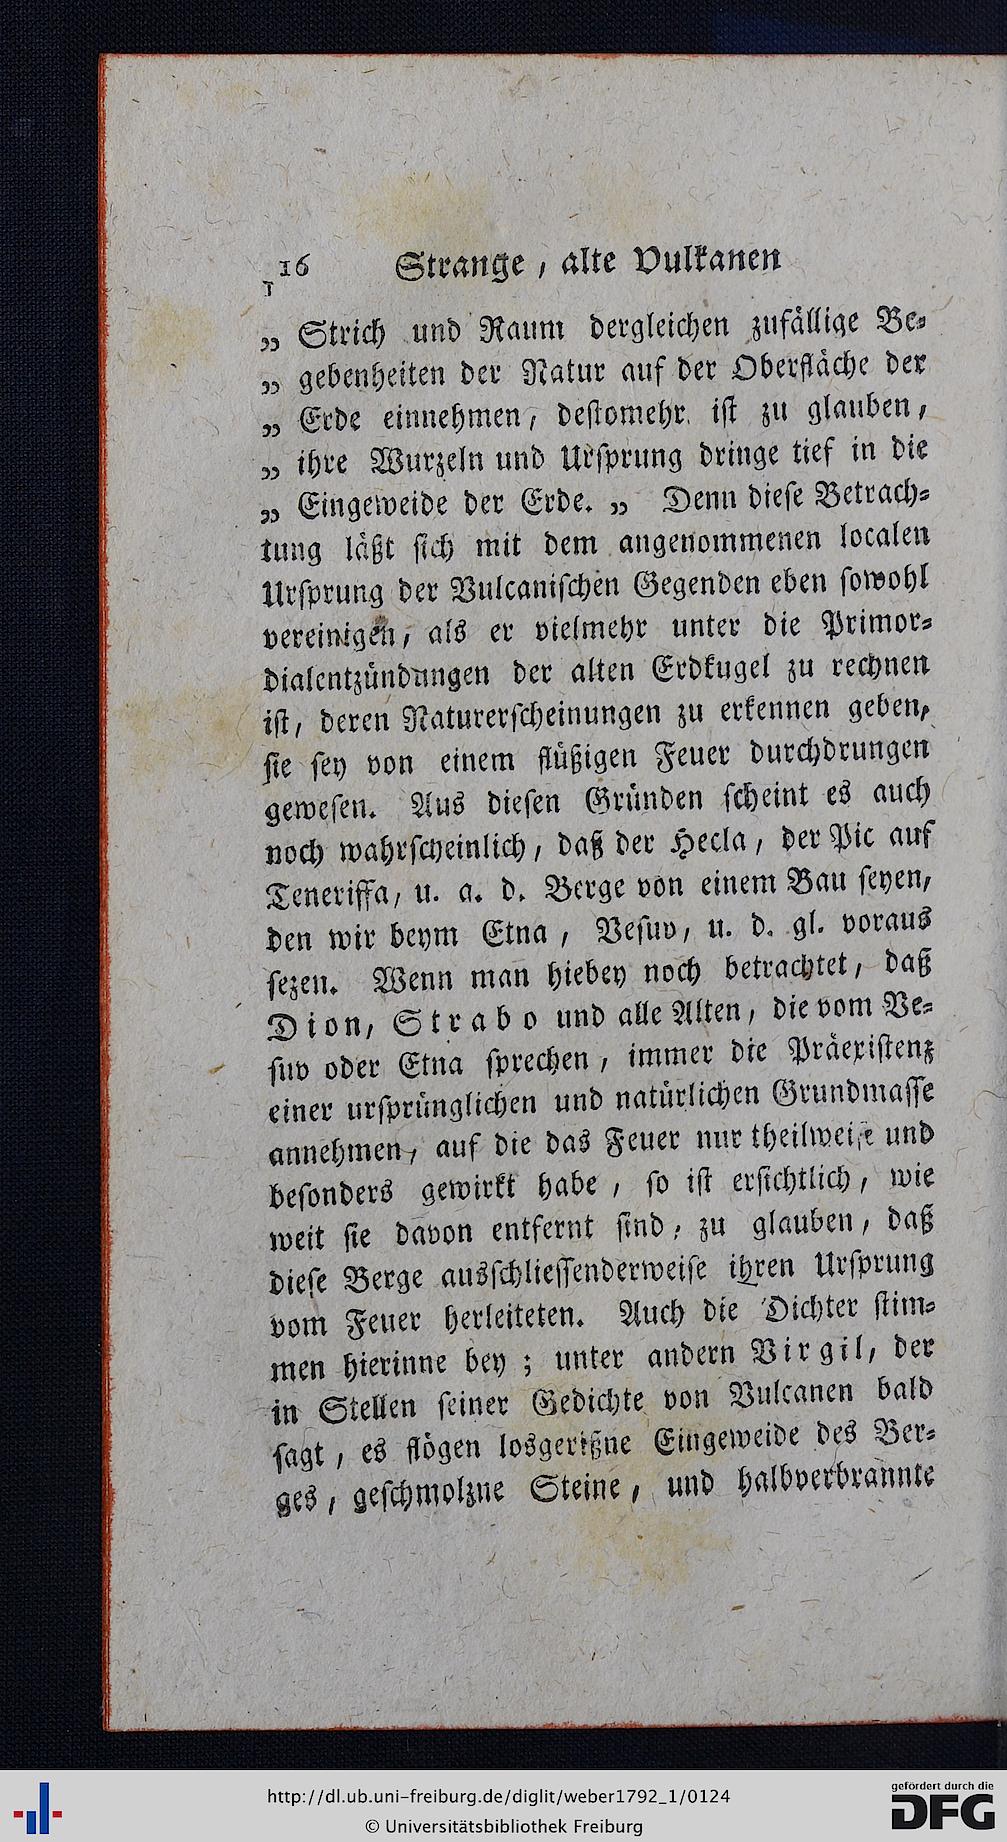 116 Strange, alte Vulkanen
„ Strich und Raum dergleichen zufällige Be⸗
„ gebenheiten der Natur auf der Oberfläche der
„ Erde einnehmen, destomehr ist zu glauben,
„ ihre Wurzeln und Ursprung dringe tief in die
„ Eingeweide der Erde. „ Denn diese Betrach⸗
tung läßt sich mit dem angenommenen localen
Ursprung der Vulcanischen Gegenden eben sowohl
vereinigen, als er vielmehr unter die Primor⸗
dialentzündungen der alten Erdkugel zu rechnen
ist, deren Naturerscheinungen zu erkennen geben,
sie sey von einem flüßigen Feuer durchdrungen
gewesen. Aus diesen Gründen scheint es auch
noch wahrscheinlich, daß der Hecla, der Pic auf
Teneriffa, u. a. d. Berge von einem Bau seyen,
den wir beym Etna, Vesuv, u. d. gl. voraus
sezen. Wenn man hiebey noch betrachtet, daß
Dion, Strabo und alle Alten, die vom Ve⸗
suv oder Etna sprechen, immer die Präexistenz
einer ursprünglichen und natürlichen Grundmasse
annehmen, auf die das Feuer nur theilweise und
besonders gewirkt habe, so ist ersichtlich, wie
weit sie davon entfernt sind, zu glauben, daß
diese Berge ausschliessenderweise ihren Ursprung
vom Feuer herleiteten. Auch die Dichter stim⸗
men hierinne bey; unter andern Virgil, der
in Stellen seiner Gedichte von Vulcanen bald
sagt, es flögen losgerißne Eingeweide des Ber⸗
ges, geschmolzne Steine, und halbverbrannte
http://dl.ub.uni-freiburg.de/diglit/weber1792_1/0124
© Universitätsbibliothek Freiburg
gefördert durch die
DFG